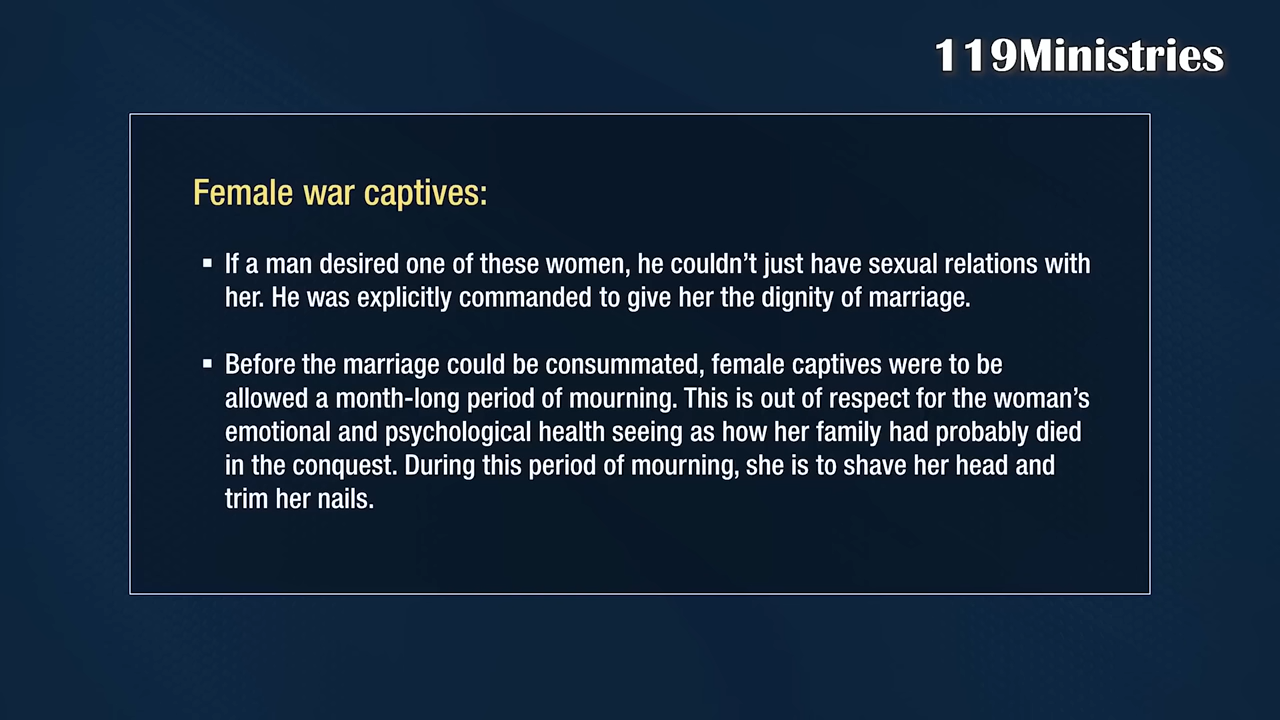 119Ministries
Female war captives:
▪ If a man desired one of these women, he couldn’t just have sexual relations with
her. He was explicitly commanded to give her the dignity of marriage.
▪ Before the marriage could be consummated, female captives were to be
allowed a month-long period of mourning. This is out of respect for the woman’s
emotional and psychological health seeing as how her family had probably died
in the conquest. During this period of mourning, she is to shave her head and
trim her nails.